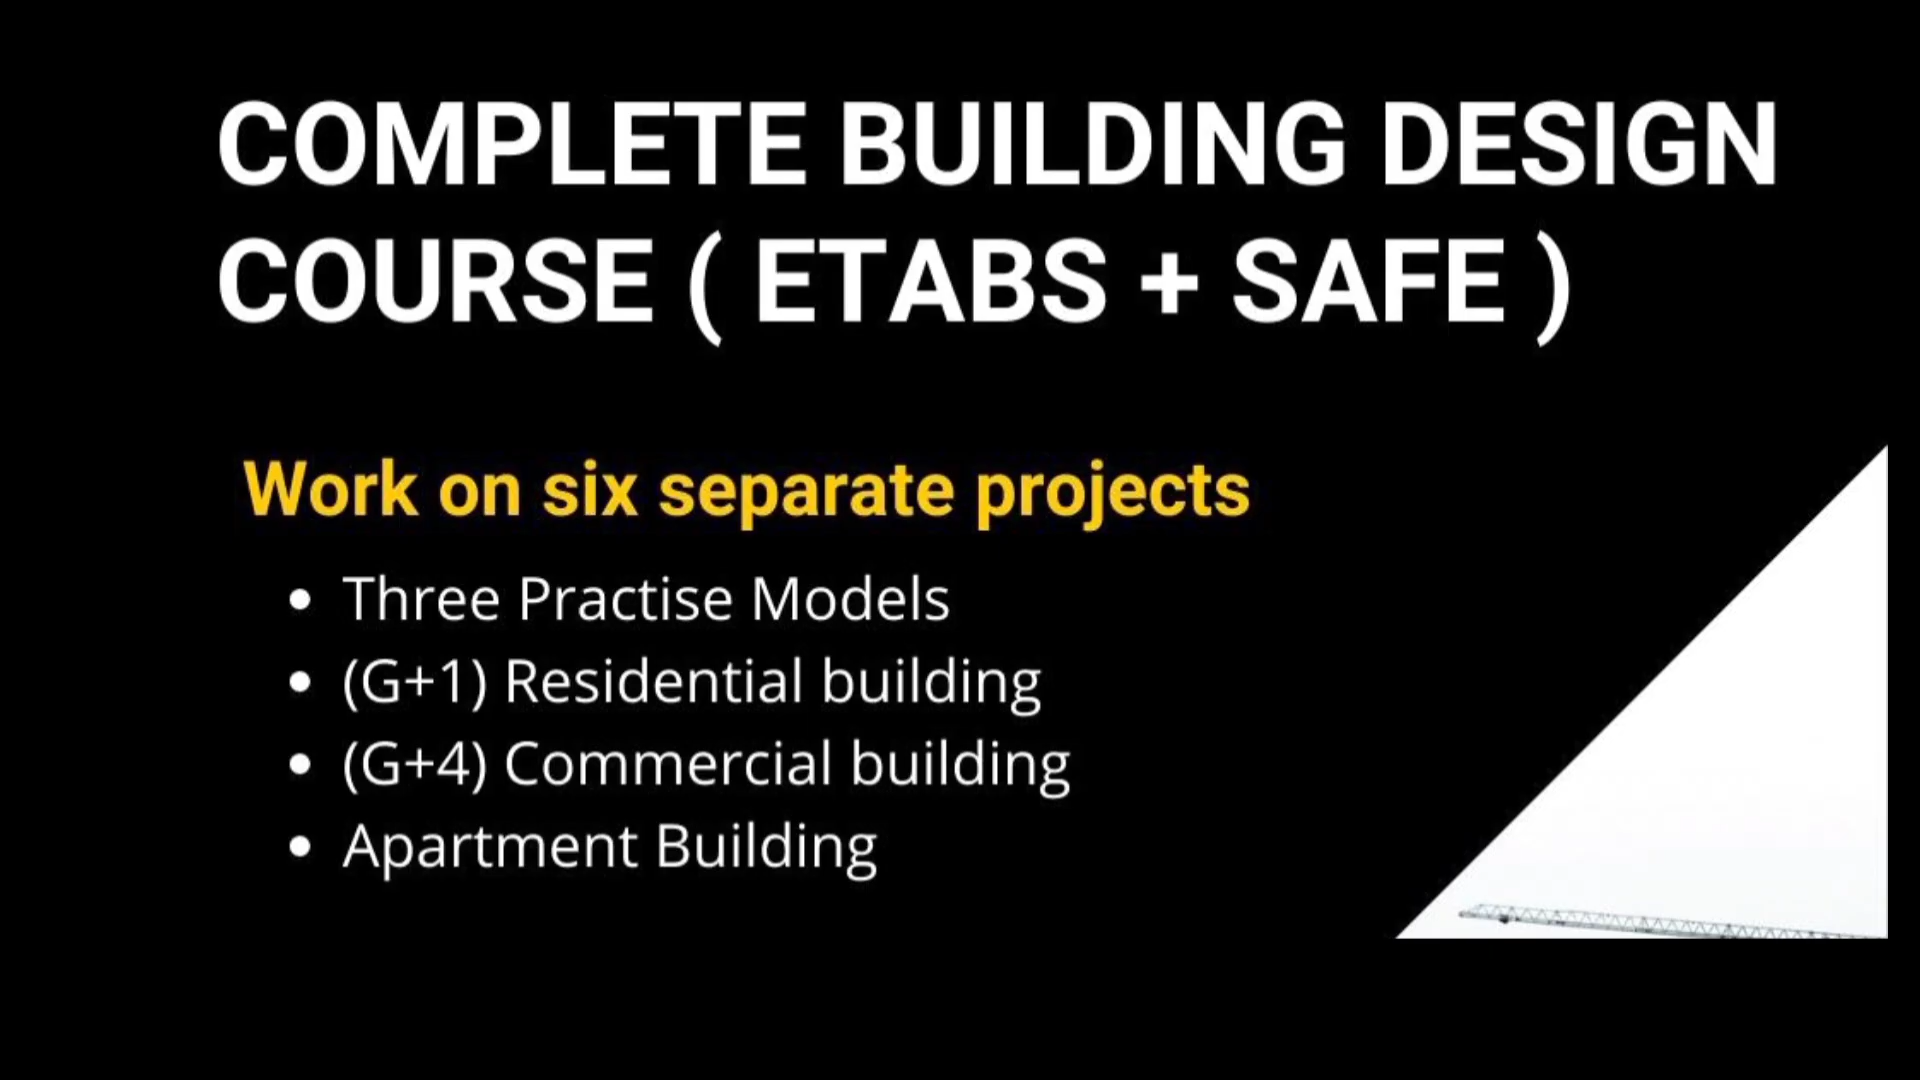 COMPLETE BUILDING DESIGN
COURSE ( ETABS + SAFE )
Work on six separate projects
• Three Practise Models
• (G+1) Residential building
• (G+4) Commercial building
• Apartment Building